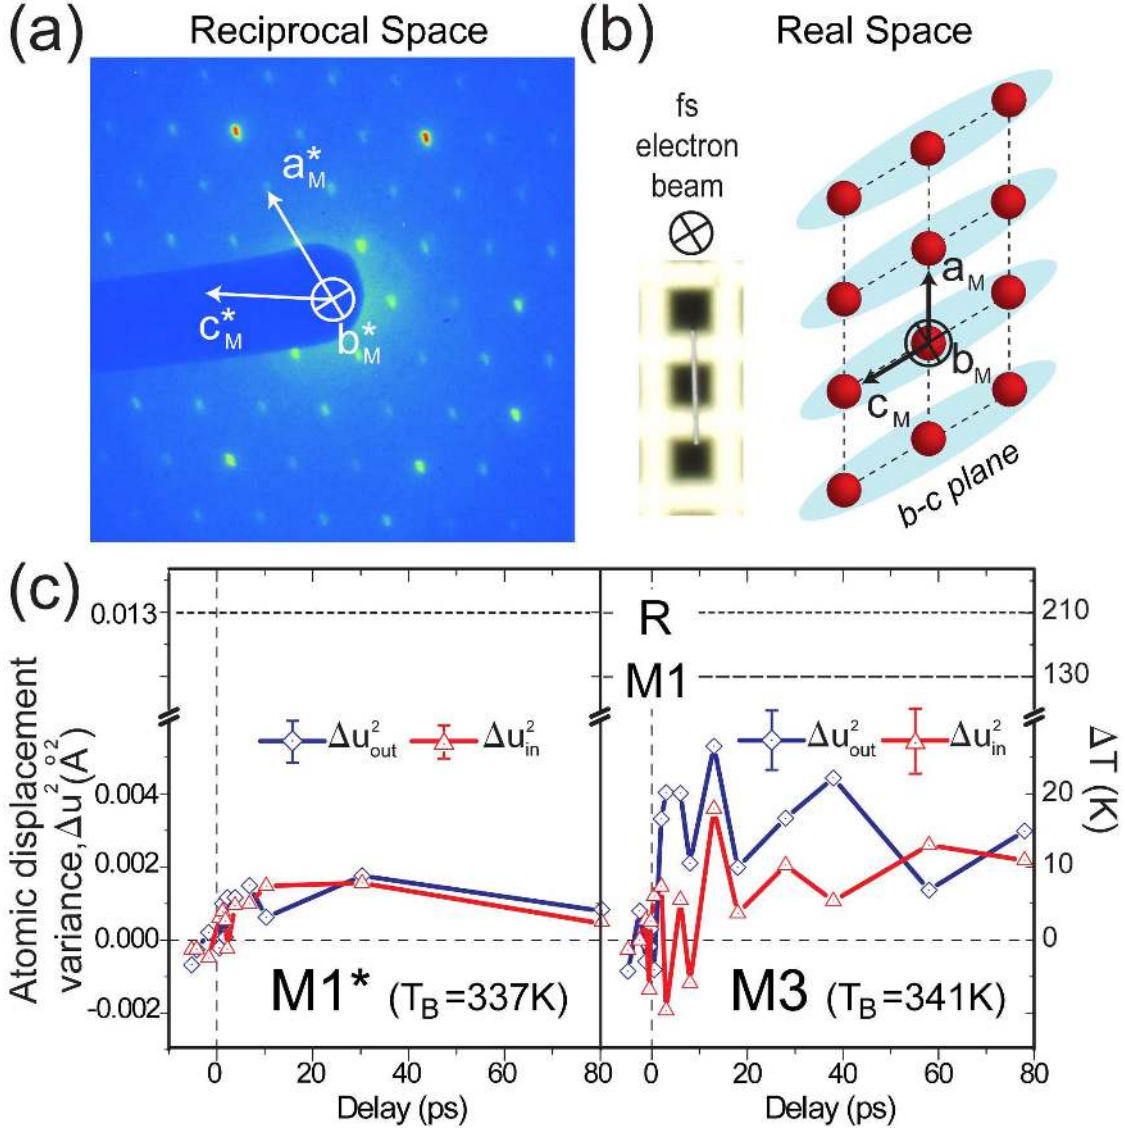 (a) Reciprocal Space
a*M
c*M
b*M
(b) Real Space
fs
electron
beam
aM
bM
cM
b-c plane
(c)
Atomic displacement
variance,Δu²(Å²)
0.013
0.004
0.002
0.000
-0.002
Δu²out Δu²in
M1* (TB=337K)
0 20 40 60 80
Delay (ps)
R
M1
Δu²out Δu²in
M3 (TB=341K)
0 20 40 60 80
Delay (ps)
210
130
20
10
0
ΔT (K)